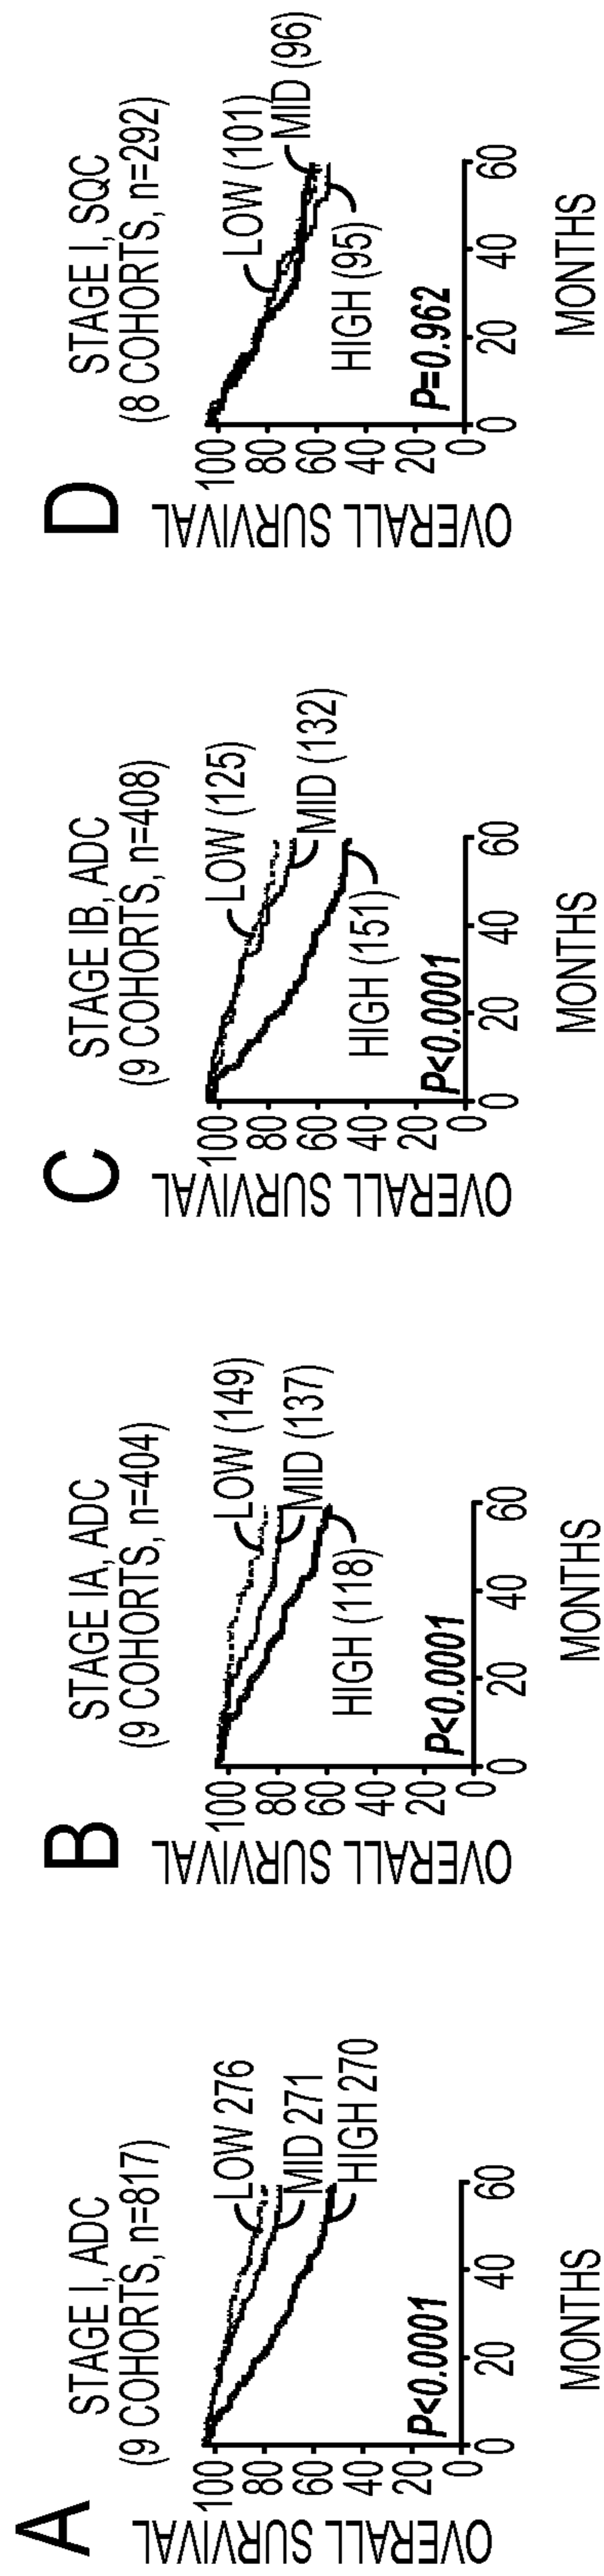 A
STAGE I, ADC
(9 COHORTS, n=817)
OVERALL SURVIVAL
100
80
60
40
20
0
LOW 276
MID 271
HIGH 270
P<0.0001
0 20 40 60
MONTHS
B
STAGE IA, ADC
(9 COHORTS, n=404)
OVERALL SURVIVAL
100
80
60
40
20
0
LOW (149)
MID (137)
HIGH (118)
P<0.0001
0 20 40 60
MONTHS
C
STAGE IB, ADC
(9 COHORTS, n=408)
OVERALL SURVIVAL
100
80
60
40
20
0
LOW (125)
MID (132)
HIGH (151)
P<0.0001
0 20 40 60
MONTHS
D
STAGE I, SQC
(8 COHORTS, n=292)
OVERALL SURVIVAL
100
80
60
40
20
0
LOW (101)
MID (96)
HIGH (95)
P=0.962
0 20 40 60
MONTHS